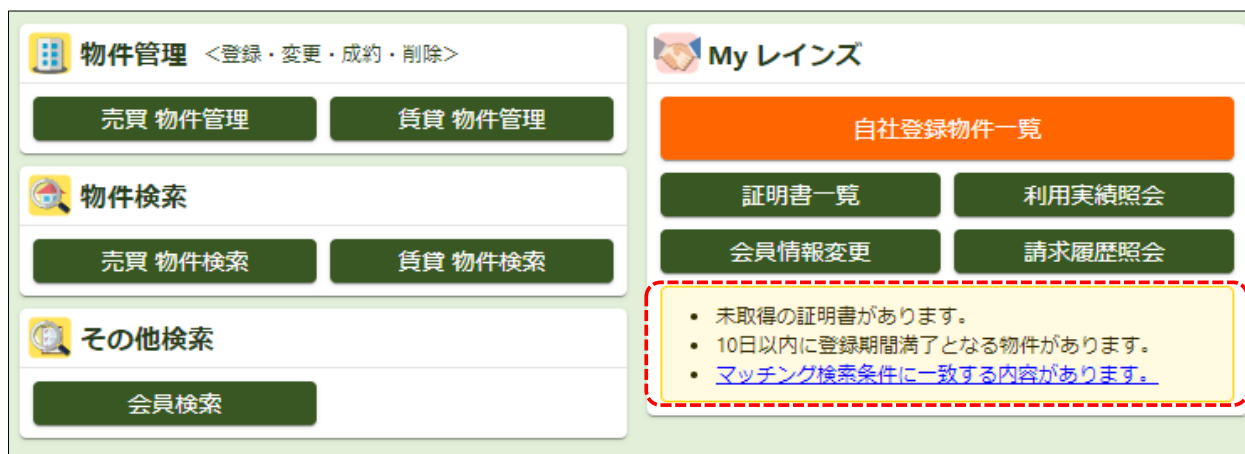 物件管理 <登録・変更・成約・削除>
売買 物件管理
賃貸 物件管理
物件検索
売買 物件検索
賃貸 物件検索
その他検索
会員検索
My レインズ
自社登録物件一覧
証明書一覧
利用実績照会
会員情報変更
請求履歴照会
• 未取得の証明書があります。
• 10日以内に登録期間満了となる物件があります。
• マッチング検索条件に一致する内容があります。